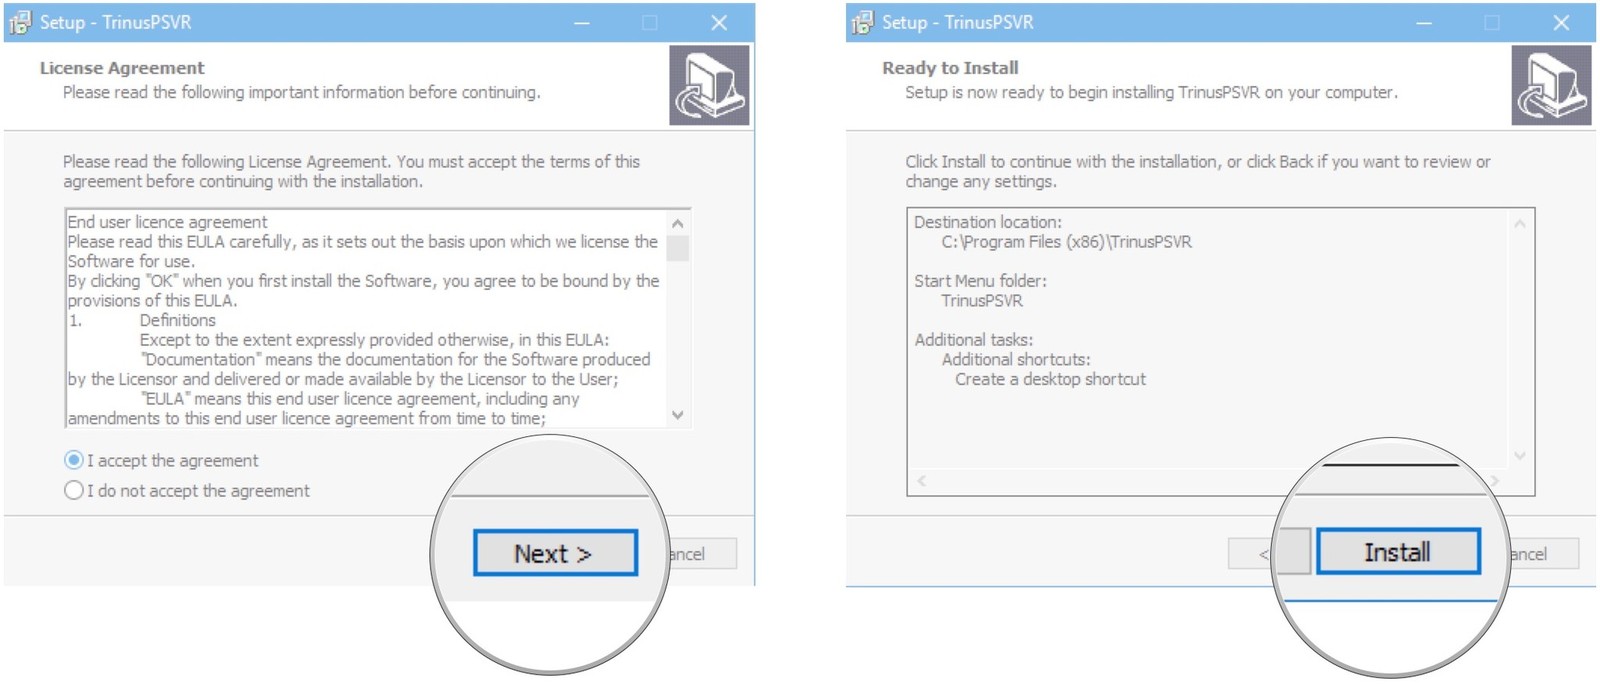 Setup - TrinusPSVR
License Agreement
Please read the following important information before continuing.
Please read the following License Agreement. You must accept the terms of this
agreement before continuing with the installation.
End user licence agreement
Please read this EULA carefully, as it sets out the basis upon which we license the
Software for use.
By clicking "OK" when you first install the Software, you agree to be bound by the
provisions of this EULA.
1. Definitions
Except to the extent expressly provided otherwise, in this EULA:
"Documentation" means the documentation for the Software produced
by the Licensor and delivered or made available by the Licensor to the User;
"EULA" means this end user licence agreement, including any
amendments to this end user licence agreement from time to time;
I accept the agreement
I do not accept the agreement
Next >
ancel
Setup - TrinusPSVR
Ready to Install
Setup is now ready to begin installing TrinusPSVR on your computer.
Click Install to continue with the installation, or click Back if you want to review or
change any settings.
Destination location:
C:\Program Files (x86)\TrinusPSVR
Start Menu folder:
TrinusPSVR
Additional tasks:
Additional shortcuts:
Create a desktop shortcut
<
Install
ancel